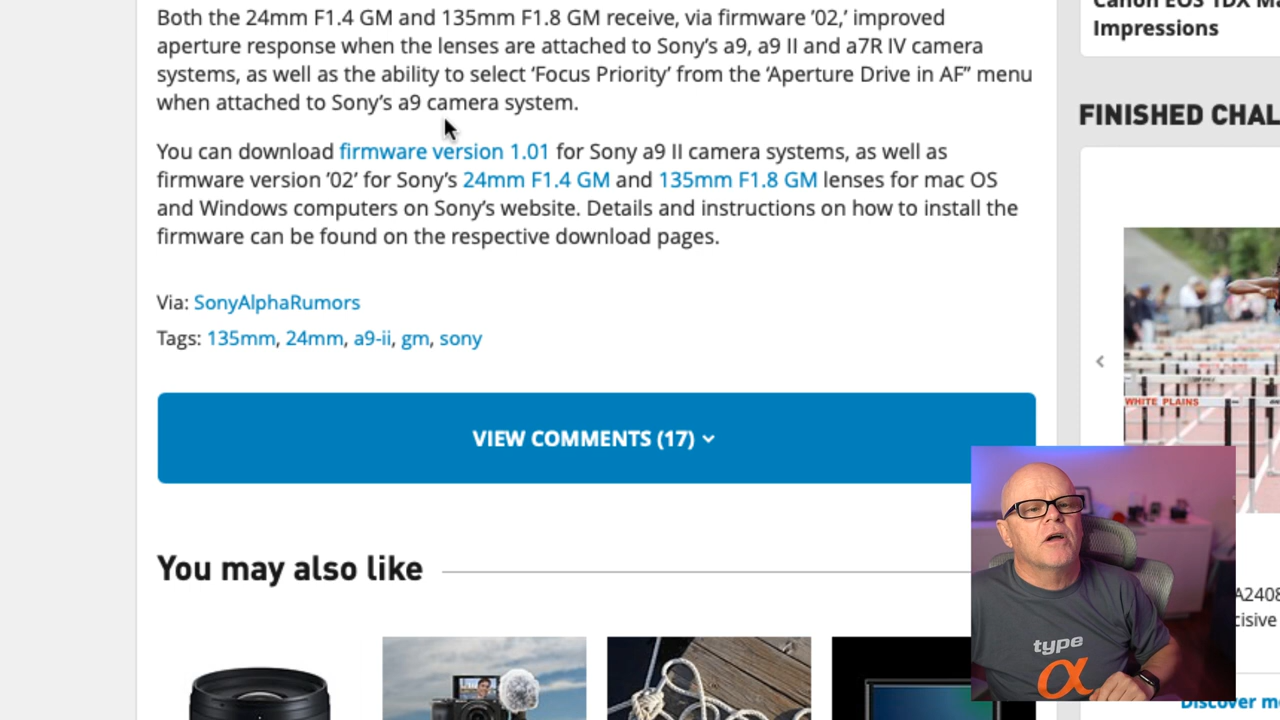 Both the 24mm F1.4 GM and 135mm F1.8 GM receive, via firmware ’02,’ improved
aperture response when the lenses are attached to Sony’s a9, a9 II and a7R IV camera
systems, as well as the ability to select ‘Focus Priority’ from the ‘Aperture Drive in AF” menu
when attached to Sony’s a9 camera system.
You can download firmware version 1.01 for Sony a9 II camera systems, as well as
firmware version ’02’ for Sony’s 24mm F1.4 GM and 135mm F1.8 GM lenses for mac OS
and Windows computers on Sony’s website. Details and instructions on how to install the
firmware can be found on the respective download pages.
Via: SonyAlphaRumors
Tags: 135mm, 24mm, a9-ii, gm, sony
VIEW COMMENTS (17)
You may also like
Canon EOS 1DX
Impressions
FINISHED
WHITE PLAINS
type
α
Discover